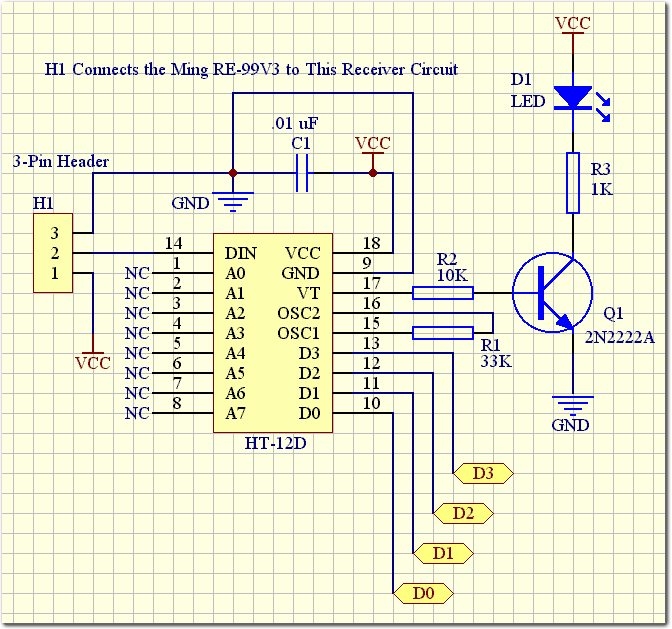 VCC
H1 Connects the Ming RE-99V3 to This Receiver Circuit
D1
LED
.01 uF
C1
VCC
3-Pin Header
R3
1K
H1
GND
3
2
1
14 DIN VCC 18
NC 1 A0 GND 9
NC 2 A1 VT 17
NC 3 A2 OSC2 16
NC 4 A3 OSC1 15
NC 5 A4 D3 13
NC 6 A5 D2 12
NC 7 A6 D1 11
NC 8 A7 D0 10
R2
10K
Q1
2N2222A
R1
33K
VCC
GND
HT-12D
D3
D2
D1
D0